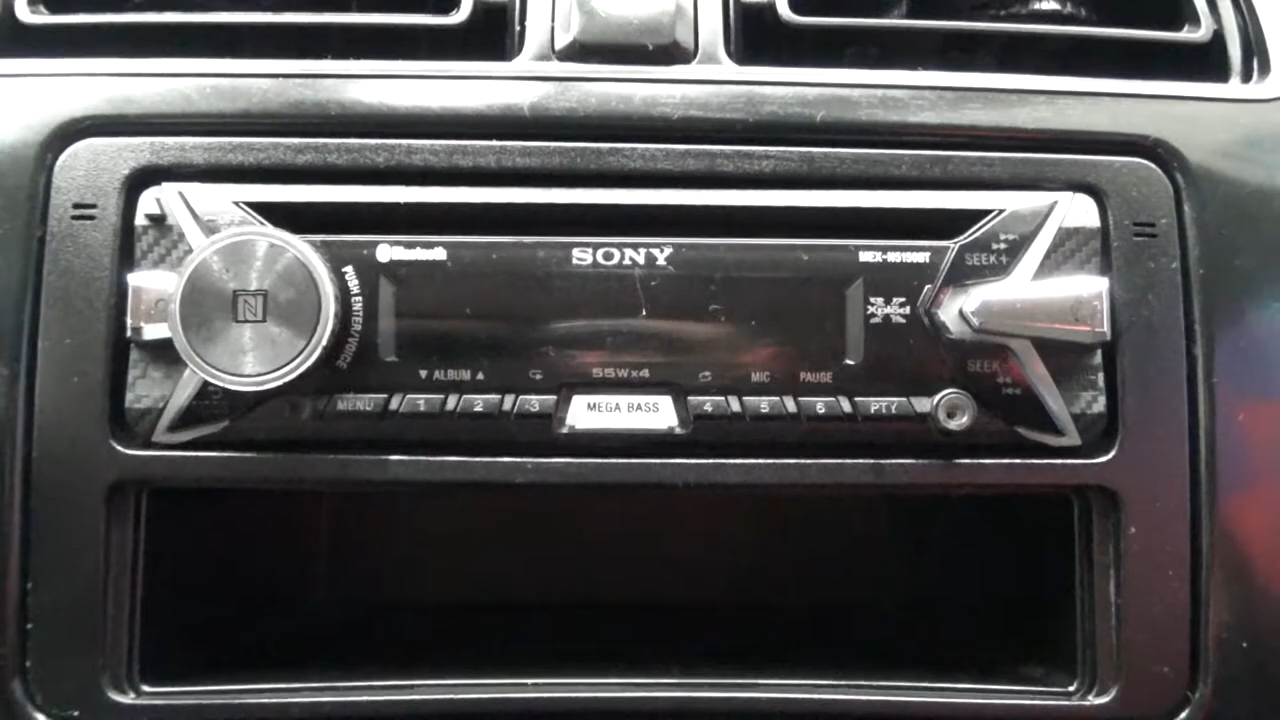 Bluetooth
SONY
MEX-N5150BT
SEEK+
PUSH ENTER/VOICE
Xplod
ALBUM
55Wx4
MIC
PAUSE
SEEK-
MENU
1
2
3
MEGA BASS
4
5
6
PTY